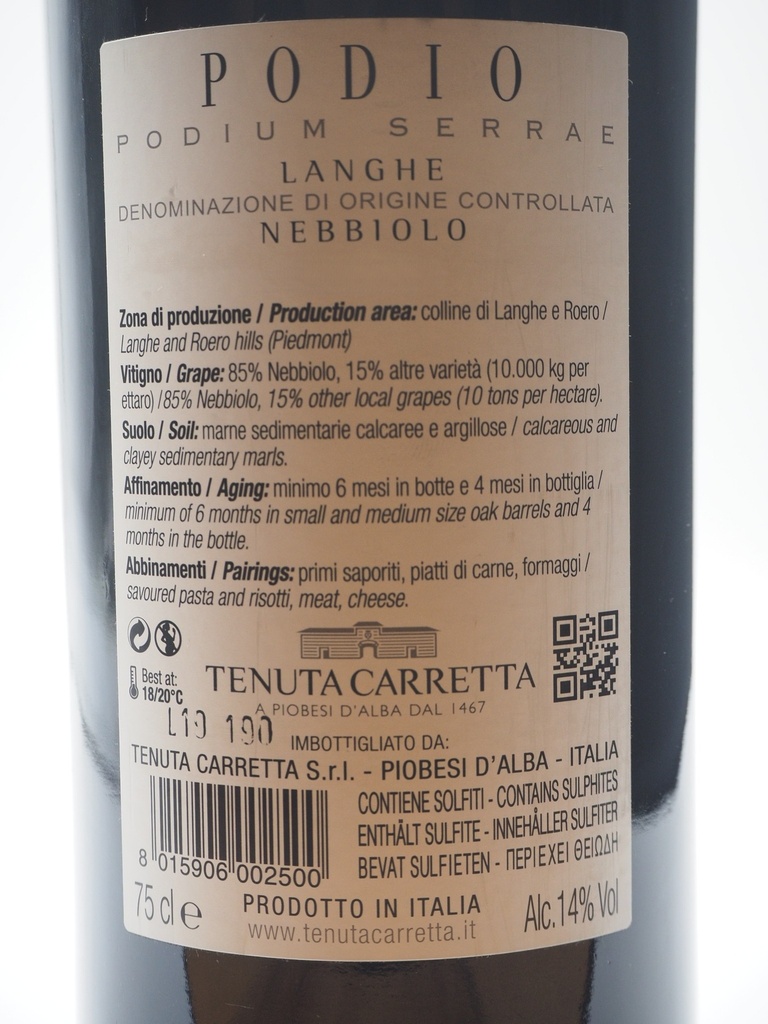 PODIO
PODIUM SERRAE
LANGHE
DENOMINAZIONE DI ORIGINE CONTROLLATA
NEBBIOLO
Zona di produzione / Production area: colline di Langhe e Roero /
Langhe and Roero hills (Piedmont)
Vitigno / Grape: 85% Nebbiolo, 15% altre varietà (10.000 kg per
ettaro) /85% Nebbiolo, 15% other local grapes (10 tons per hectare).
Suolo / Soil: marne sedimentarie calcaree e argillose / calcareous and
clayey sedimentary marls.
Affinamento / Aging: minimo 6 mesi in botte e 4 mesi in bottiglia /
minimum of 6 months in small and medium size oak barrels and 4
months in the bottle.
Abbinamenti / Pairings: primi saporiti, piatti di carne, formaggi /
savoured pasta and risotti, meat, cheese.
Best at:
18/20°C
TENUTA CARRETTA
A PIOBESI D'ALBA DAL 1467
L19 190
IMBOTTIGLIATO DA:
TENUTA CARRETTA S.r.l. - PIOBESI D'ALBA - ITALIA
CONTIENE SOLFITI - CONTAINS SULPHITES
ENTHÄLT SULFITE - INNEHÅLLER SULFITER
BEVAT SULFIETEN - ΠΕΡΙΕΧΕΙ ΘΕΙΩΔΗ
8 015906 002500
75 cl e
PRODOTTO IN ITALIA
www.tenutacarretta.it
Alc.14% Vol